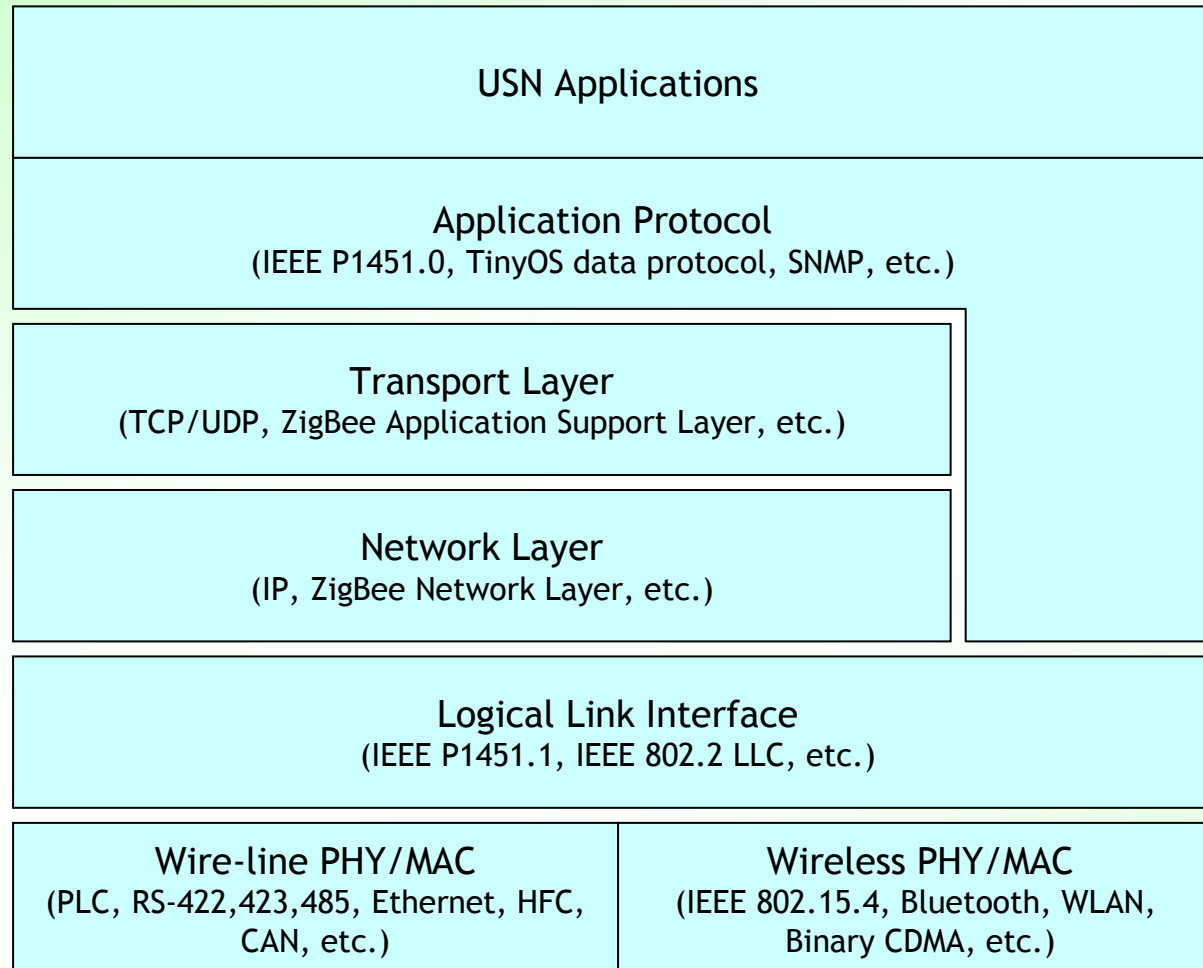 USN Applications
Application Protocol
(IEEE P1451.0, TinyOS data protocol, SNMP, etc.)
Transport Layer
(TCP/UDP, ZigBee Application Support Layer, etc.)
Network Layer
(IP, ZigBee Network Layer, etc.)
Logical Link Interface
(IEEE P1451.1, IEEE 802.2 LLC, etc.)
Wire-line PHY/MAC
(PLC, RS-422,423,485, Ethernet, HFC,
CAN, etc.)
Wireless PHY/MAC
(IEEE 802.15.4, Bluetooth, WLAN,
Binary CDMA, etc.)